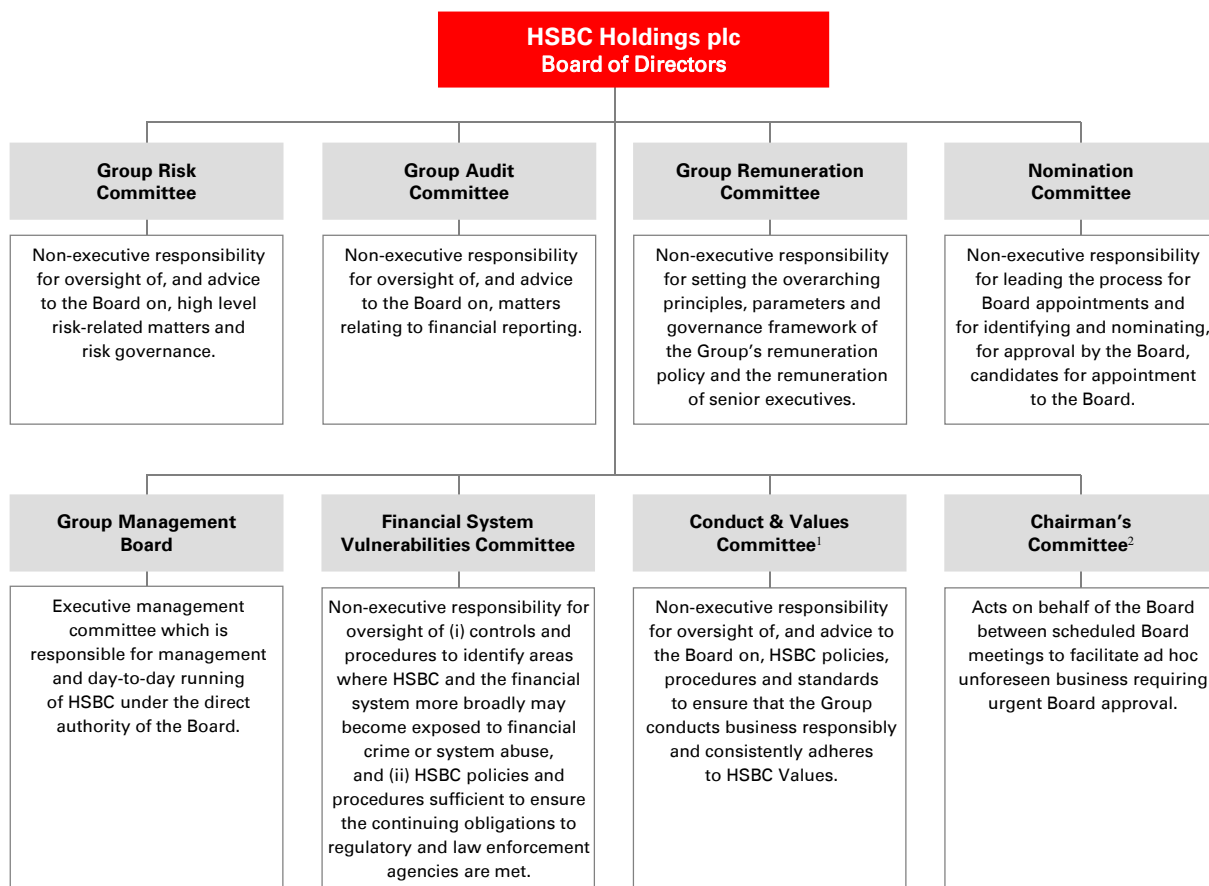 HSBC Holdings plc
Board of Directors
Group Risk
Committee
Non-executive responsibility
for oversight of, and advice
to the Board on, high level
risk-related matters and
risk governance.
Group Audit
Committee
Non-executive responsibility
for oversight of, and advice
to the Board on, matters
relating to financial reporting.
Group Remuneration
Committee
Non-executive responsibility
for setting the overarching
principles, parameters and
governance framework of
the Group’s remuneration
policy and the remuneration
of senior executives.
Nomination
Committee
Non-executive responsibility
for leading the process for
Board appointments and
for identifying and nominating,
for approval by the Board,
candidates for appointment
to the Board.
Group Management
Board
Executive management
committee which is
responsible for management
and day-to-day running
of HSBC under the direct
authority of the Board.
Financial System
Vulnerabilities Committee
Non-executive responsibility for
oversight of (i) controls and
procedures to identify areas
where HSBC and the financial
system more broadly may
become exposed to financial
crime or system abuse,
and (ii) HSBC policies and
procedures sufficient to ensure
the continuing obligations to
regulatory and law enforcement
agencies are met.
Conduct & Values
Committee¹
Non-executive responsibility
for oversight of, and advice to
the Board on, HSBC policies,
procedures and standards
to ensure that the Group
conducts business responsibly
and consistently adheres
to HSBC Values.
Chairman’s
Committee²
Acts on behalf of the Board
between scheduled Board
meetings to facilitate ad hoc
unforeseen business requiring
urgent Board approval.